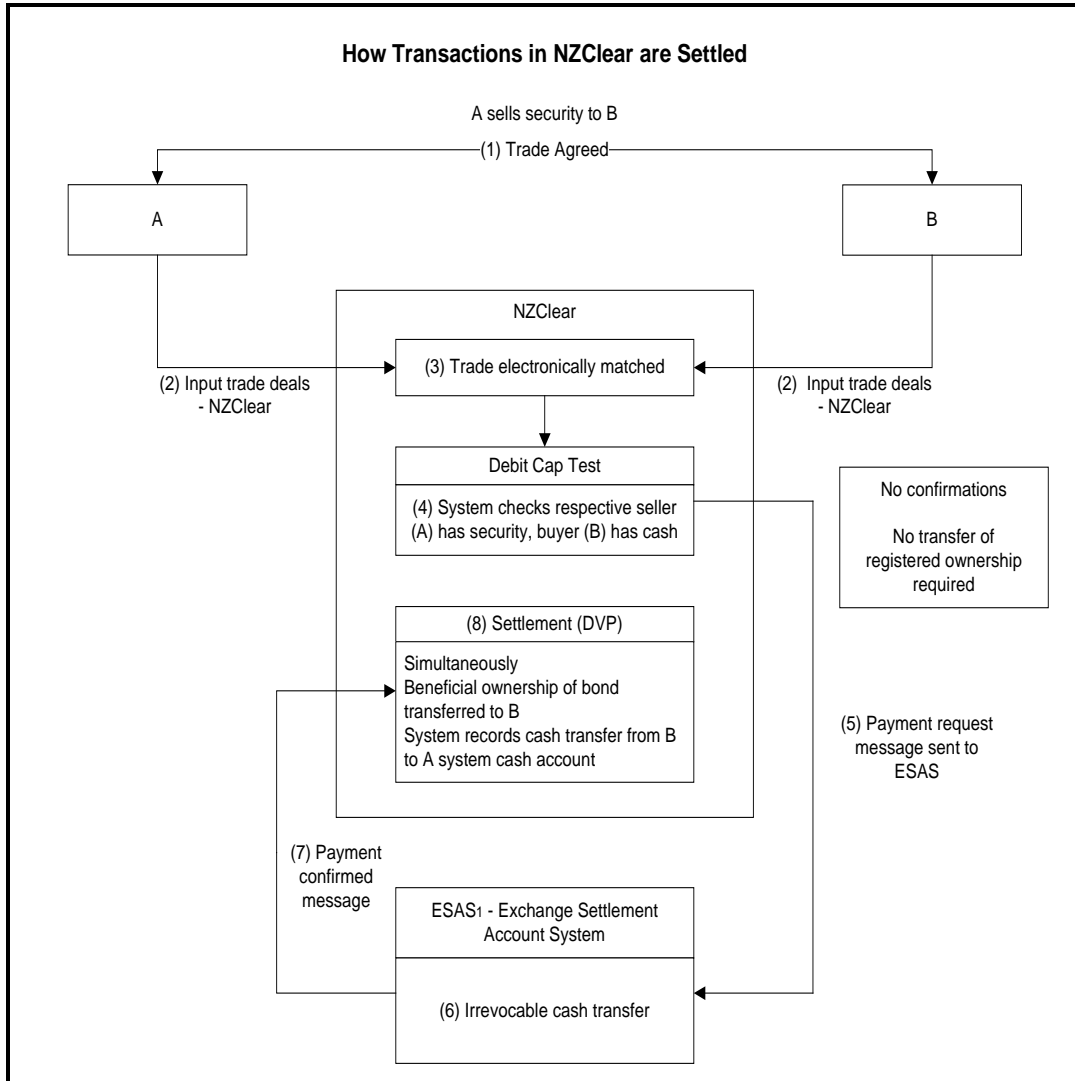 How Transactions in NZClear are Settled
A sells security to B
(1) Trade Agreed
A
B
NZClear
(3) Trade electronically matched
(2) Input trade deals
- NZClear
(2) Input trade deals
- NZClear
Debit Cap Test
(4) System checks respective seller
(A) has security, buyer (B) has cash
No confirmations
No transfer of
registered ownership
required
(8) Settlement (DVP)
Simultaneously
Beneficial ownership of bond
transferred to B
System records cash transfer from B
to A system cash account
(5) Payment request
message sent to
ESAS
(7) Payment
confirmed
message
ESAS1 - Exchange Settlement
Account System
(6) Irrevocable cash transfer